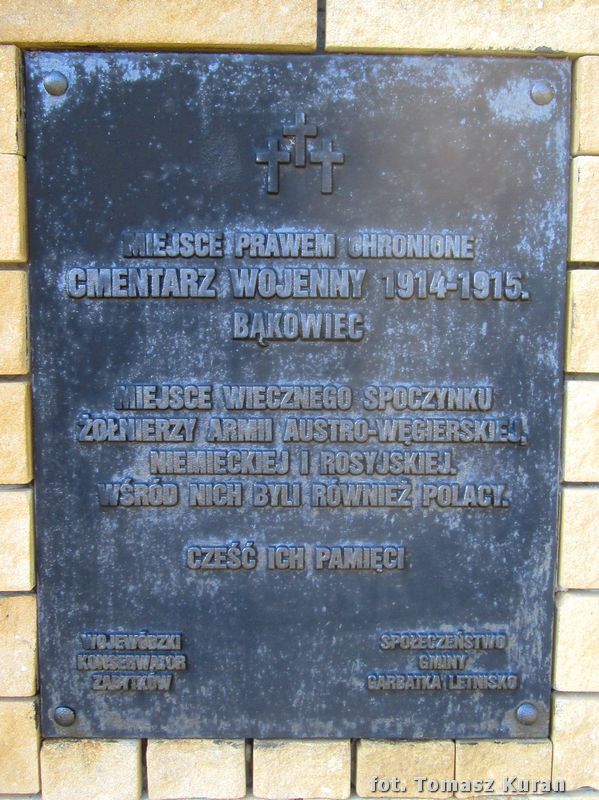 MIEJSCE PRAWEM CHRONIONE
CMENTARZ WOJENNY 1914-1915.
BĄKOWIEC
MIEJSCE WIECZNEGO SPOCZYNKU
ŻOŁNIERZY ARMII AUSTRO-WĘGIERSKIEJ,
NIEMIECKIEJ I ROSYJSKIEJ.
WŚRÓD NICH BYLI RÓWNIEŻ POLACY.
CZEŚĆ ICH PAMIĘCI
WOJEWÓDZKI
KONSERWATOR
ZABYTKÓW
SPOŁECZEŃSTWO
GMINY
GARBATKA LETNISKO
fot. Tomasz Kuran